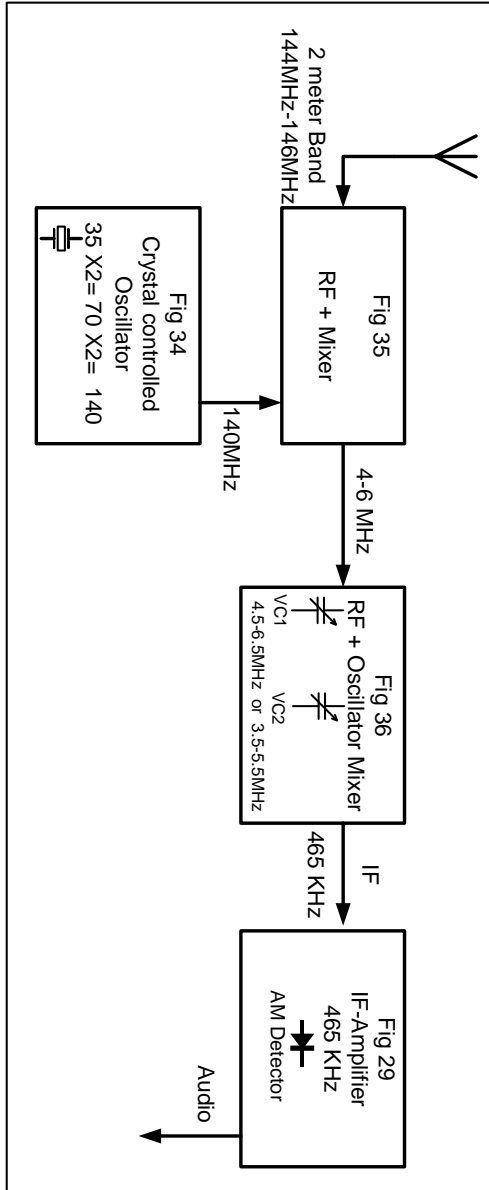 2 meter Band
144MHz-146MHz
Fig 35
RF + Mixer
Fig 34
Crystal controlled
Oscillator
35 X2= 70 X2= 140
140MHz
4-6 MHz
Fig 36
RF + Oscillator Mixer
VC1
VC2
4.5-6.5MHz or 3.5-5.5MHz
IF
465 KHz
Fig 29
IF-Amplifier
465 KHz
AM Detector
Audio